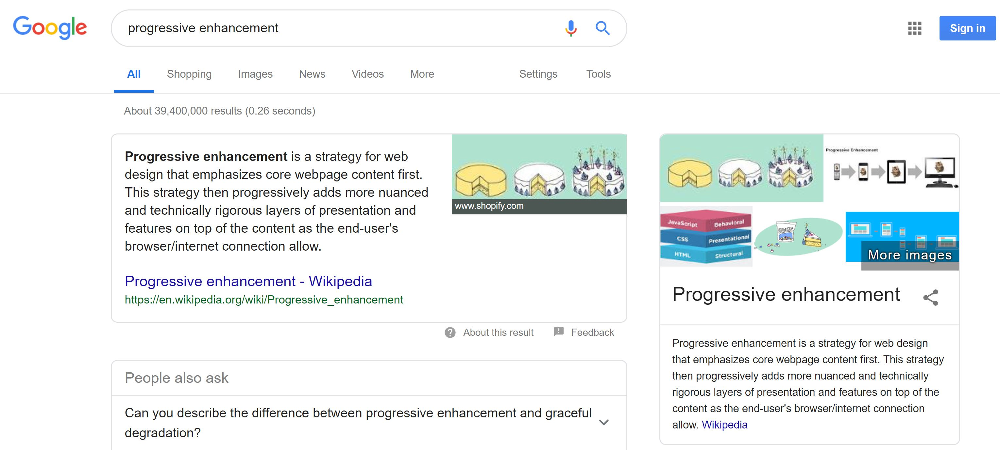 Google
progressive enhancement
Sign in
All
Shopping
Images
News
Videos
More
Settings
Tools
About 39,400,000 results (0.26 seconds)
Progressive enhancement is a strategy for web
design that emphasizes core webpage content first.
This strategy then progressively adds more nuanced
and technically rigorous layers of presentation and
features on top of the content as the end-user's
browser/internet connection allow.
www.shopify.com
Progressive enhancement - Wikipedia
https://en.wikipedia.org/wiki/Progressive_enhancement
About this result
Feedback
People also ask
Can you describe the difference between progressive enhancement and graceful
degradation?
Progressive Enhancement
JavaScript
Behavioral
CSS
Presentational
HTML
Structural
More images
Progressive enhancement
Progressive enhancement is a strategy for web design
that emphasizes core webpage content first. This strategy
then progressively adds more nuanced and technically
rigorous layers of presentation and features on top of the
content as the end-user's browser/internet connection
allow. Wikipedia